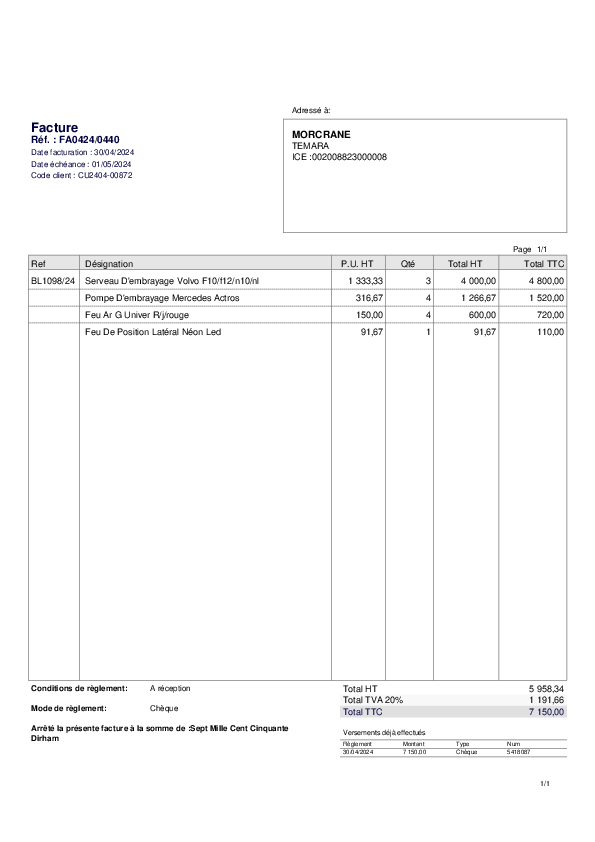 Adressé à:
Facture
Réf. : FA0424/0440
Date facturation : 30/04/2024
Date échéance : 01/05/2024
Code client : CU2404-00872
MORCRANE
TEMARA
ICE :002008823000008
Page 1/1
Ref Désignation P.U. HT Qté Total HT Total TTC
BL1098/24 Serveau D'embrayage Volvo F10/f12/n10/nl 1 333,33 3 4 000,00 4 800,00
Pompe D'embrayage Mercedes Actros 316,67 4 1 266,67 1 520,00
Feu Ar G Univer R/j/rouge 150,00 4 600,00 720,00
Feu De Position Latéral Néon Led 91,67 1 91,67 110,00
Conditions de règlement: A réception
Mode de règlement: Chèque
Arrêté la présente facture à la somme de :Sept Mille Cent Cinquante
Dirham
Total HT 5 958,34
Total TVA 20% 1 191,66
Total TTC 7 150,00
Versements déjà effectués
Règlement Montant Type Num
30/04/2024 7 150,00 Chèque 5418087
1/1